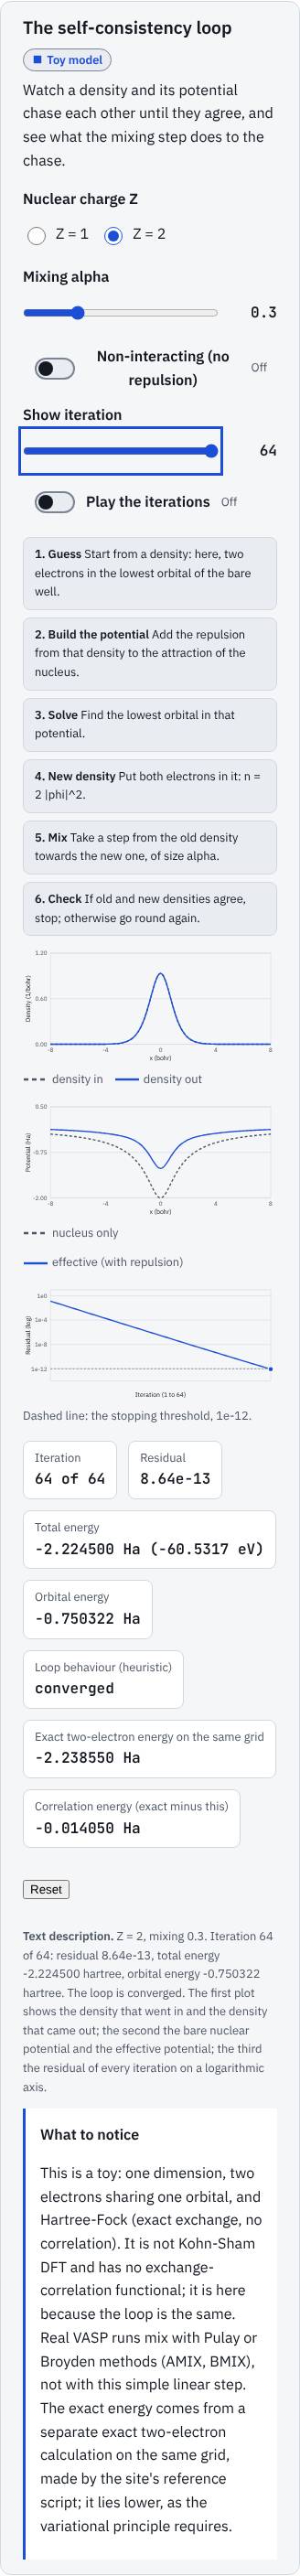 The self-consistency loop
Toy model
Watch a density and its potential
chase each other until they agree, and
see what the mixing step does to the
chase.
Nuclear charge Z
Z = 1 Z = 2
Mixing alpha
0.3
Non-interacting (no
repulsion) Off
Show iteration
64
Play the iterations Off
1. Guess Start from a density: here, two
electrons in the lowest orbital of the bare
well.
2. Build the potential Add the repulsion
from that density to the attraction of the
nucleus.
3. Solve Find the lowest orbital in that
potential.
4. New density Put both electrons in it: n =
2 |phi|^2.
5. Mix Take a step from the old density
towards the new one, of size alpha.
6. Check If old and new densities agree,
stop; otherwise go round again.
Density (1/bohr)
1.20
0.60
0.00
-8 -4 0 4 8
x (bohr)
density in density out
Potential (Ha)
0.50
-0.75
-2.00
-8 -4 0 4 8
x (bohr)
nucleus only
effective (with repulsion)
Residual (log)
1e0
1e-4
1e-8
1e-12
Iteration (1 to 64)
Dashed line: the stopping threshold, 1e-12.
Iteration
64 of 64
Residual
8.64e-13
Total energy
-2.224500 Ha (-60.5317 eV)
Orbital energy
-0.750322 Ha
Loop behaviour (heuristic)
converged
Exact two-electron energy on the same grid
-2.238550 Ha
Correlation energy (exact minus this)
-0.014050 Ha
Reset
Text description. Z = 2, mixing 0.3. Iteration 64
of 64: residual 8.64e-13, total energy
-2.224500 hartree, orbital energy -0.750322
hartree. The loop is converged. The first plot
shows the density that went in and the density
that came out; the second the bare nuclear
potential and the effective potential; the third
the residual of every iteration on a logarithmic
axis.
What to notice
This is a toy: one dimension, two
electrons sharing one orbital, and
Hartree-Fock (exact exchange, no
correlation). It is not Kohn-Sham
DFT and has no exchange-
correlation functional; it is here
because the loop is the same.
Real VASP runs mix with Pulay or
Broyden methods (AMIX, BMIX),
not with this simple linear step.
The exact energy comes from a
separate exact two-electron
calculation on the same grid,
made by the site's reference
script; it lies lower, as the
variational principle requires.